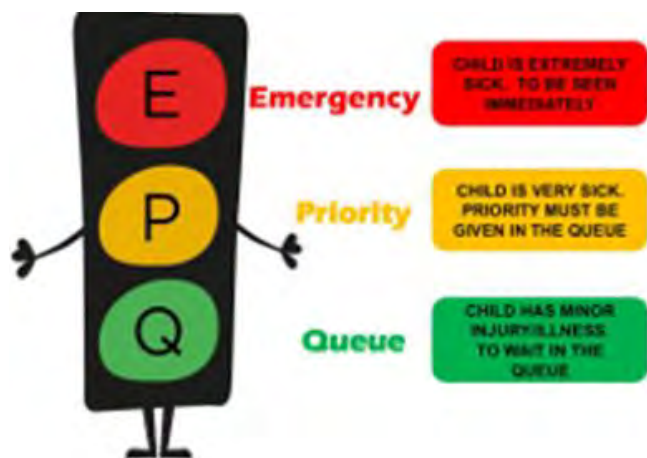 E
Emergency
CHILD IS EXTREMELY
SICK. TO BE SEEN
IMMEDIATELY
P
Priority
CHILD IS VERY SICK.
PRIORITY MUST BE
GIVEN IN THE QUEUE
Q
Queue
CHILD HAS MINOR
INJURY/ILLNESS
TO WAIT IN THE
QUEUE